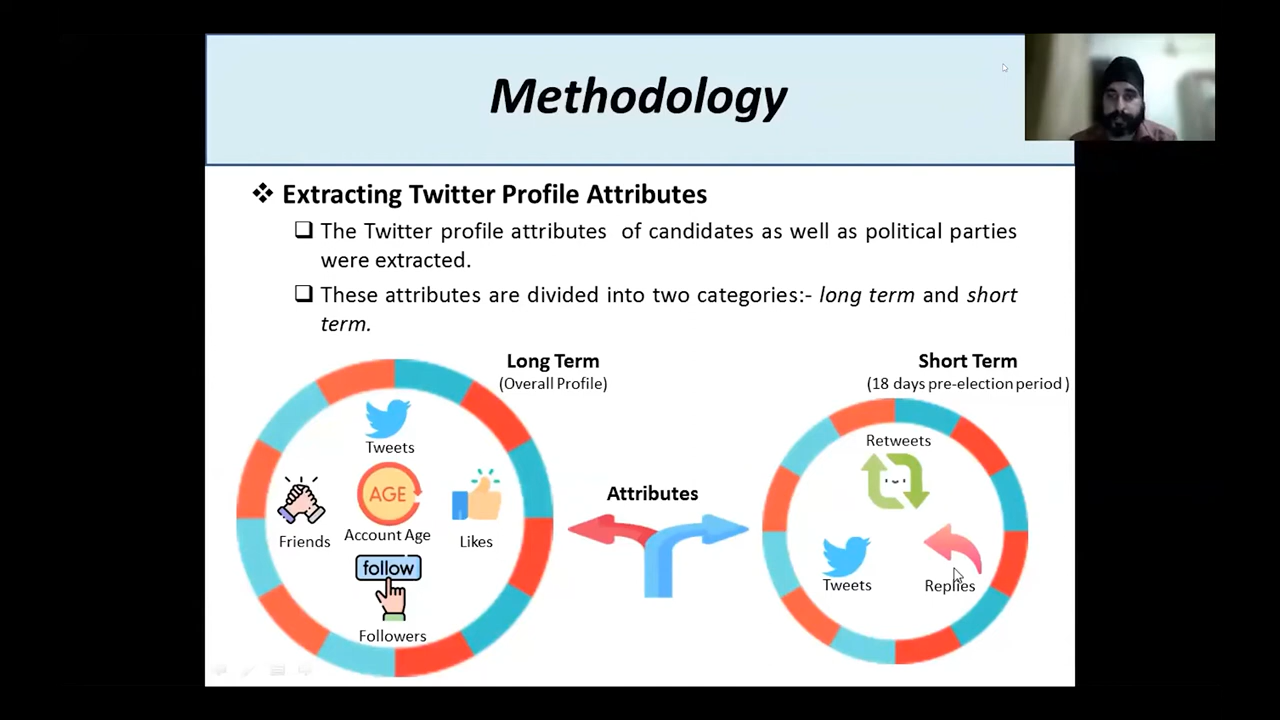 Methodology
❖ Extracting Twitter Profile Attributes
❑ The Twitter profile attributes of candidates as well as political parties
were extracted.
❑ These attributes are divided into two categories:- long term and short
term.
Long Term
(Overall Profile)
Tweets
Friends
AGE
Account Age
Likes
follow
Followers
Attributes
Short Term
(18 days pre-election period )
Retweets
Tweets
Replies